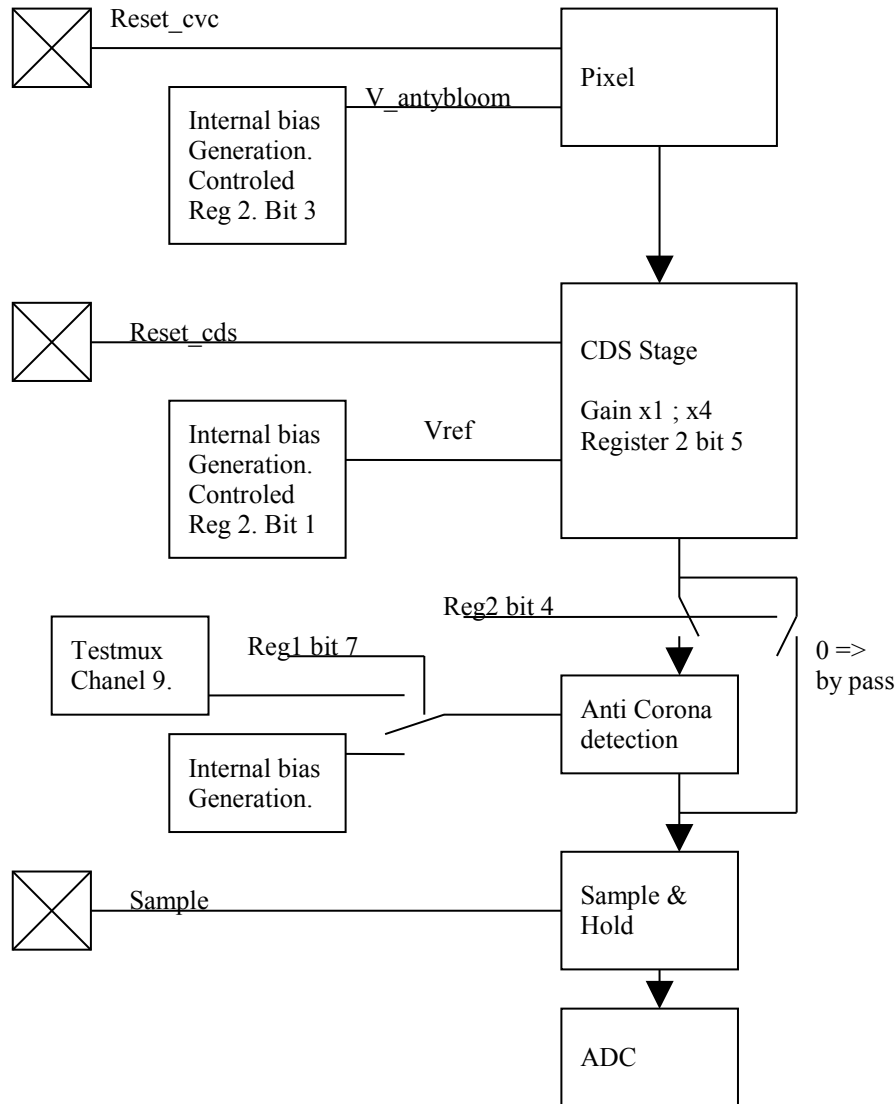 Reset_cvc
Pixel
V_antybloom
Internal bias
Generation.
Controled
Reg 2. Bit 3
Reset_cds
CDS Stage
Gain x1 ; x4
Register 2 bit 5
Internal bias
Generation.
Controled
Reg 2. Bit 1
Vref
Reg2 bit 4
Testmux
Chanel 9.
Reg1 bit 7
0 =>
by pass
Anti Corona
detection
Internal bias
Generation.
Sample
Sample &
Hold
ADC